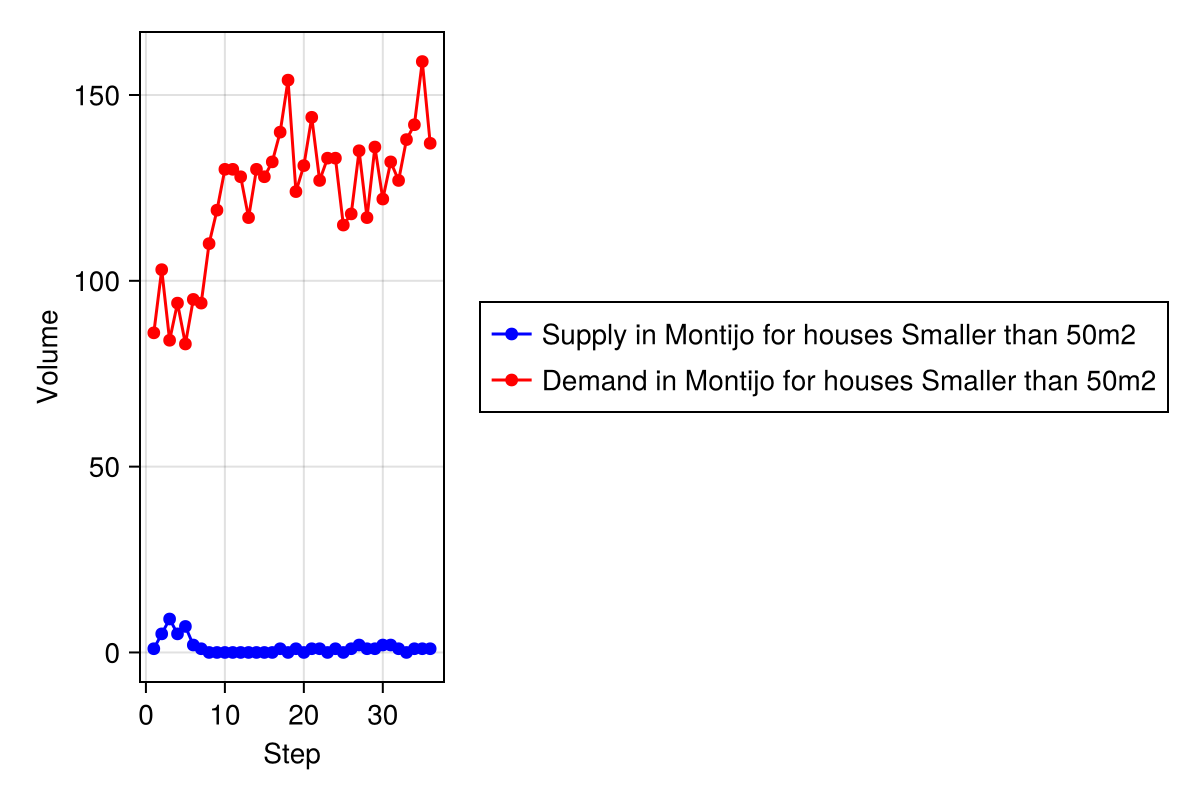 Volume
150
100
50
0
0 10 20 30
Step
Supply in Montijo for houses Smaller than 50m2
Demand in Montijo for houses Smaller than 50m2